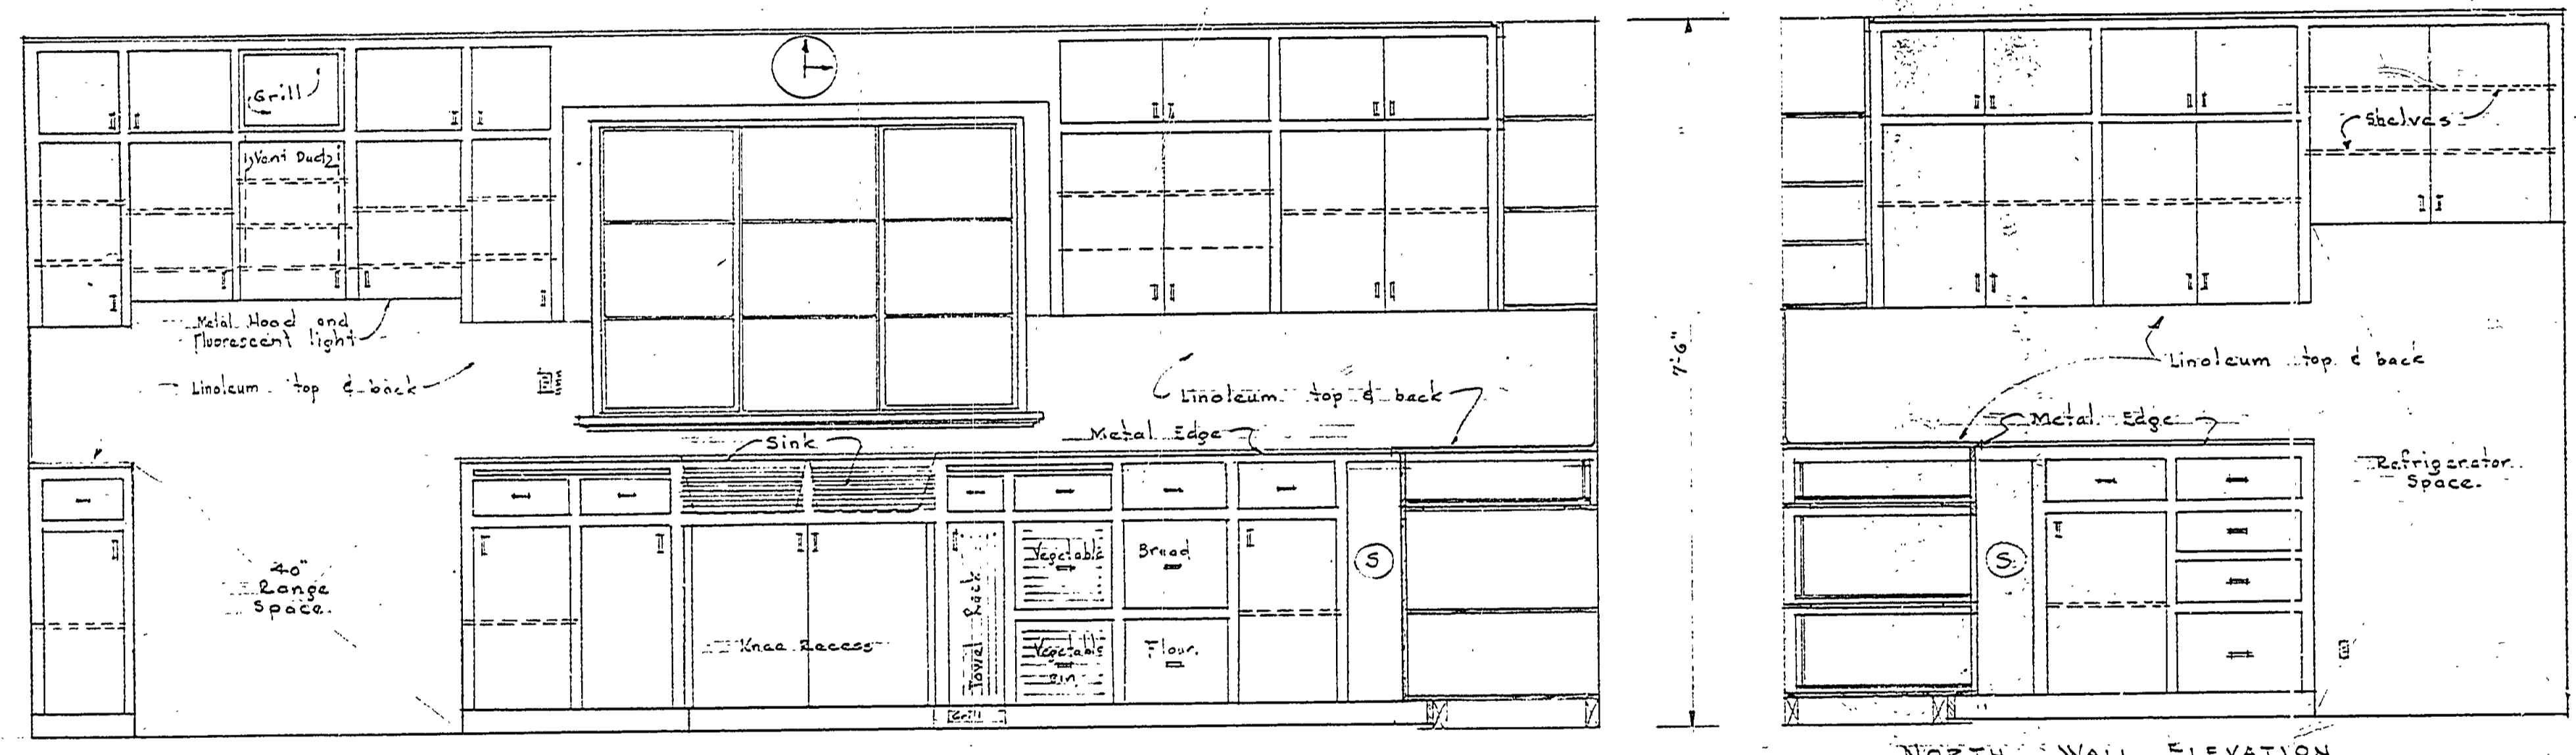 Grill
Vent Duct
Metal Hood and
Fluorescent light
Linoleum top & back
Sink
Metal Edge
Linoleum top & back
40"
Range
Space.
Knee Recess
Towel Rack
Vegetable
Bread
Vegetable
Bin
Flour.
Grill
S
7'-6"
Shelves
Linoleum top & back
Metal Edge
Refrigerator
Space.
S
NORTH WALL ELEVATION